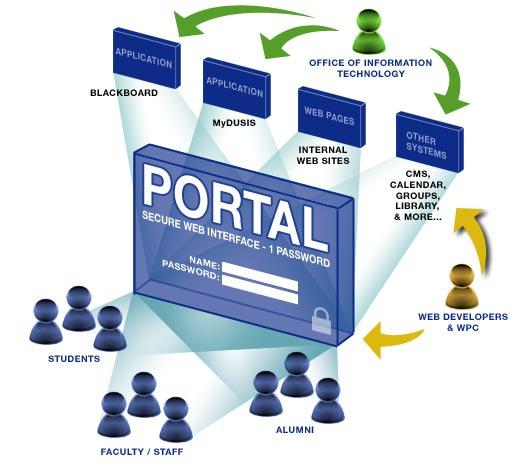 OFFICE OF INFORMATION
TECHNOLOGY
APPLICATION
BLACKBOARD
APPLICATION
MyDUSIS
WEB PAGES
INTERNAL
WEB SITES
OTHER
SYSTEMS
CMS,
CALENDAR,
GROUPS,
LIBRARY,
& MORE...
PORTAL
SECURE WEB INTERFACE - 1 PASSWORD
NAME:
PASSWORD:
WEB DEVELOPERS
& WPC
STUDENTS
FACULTY / STAFF
ALUMNI